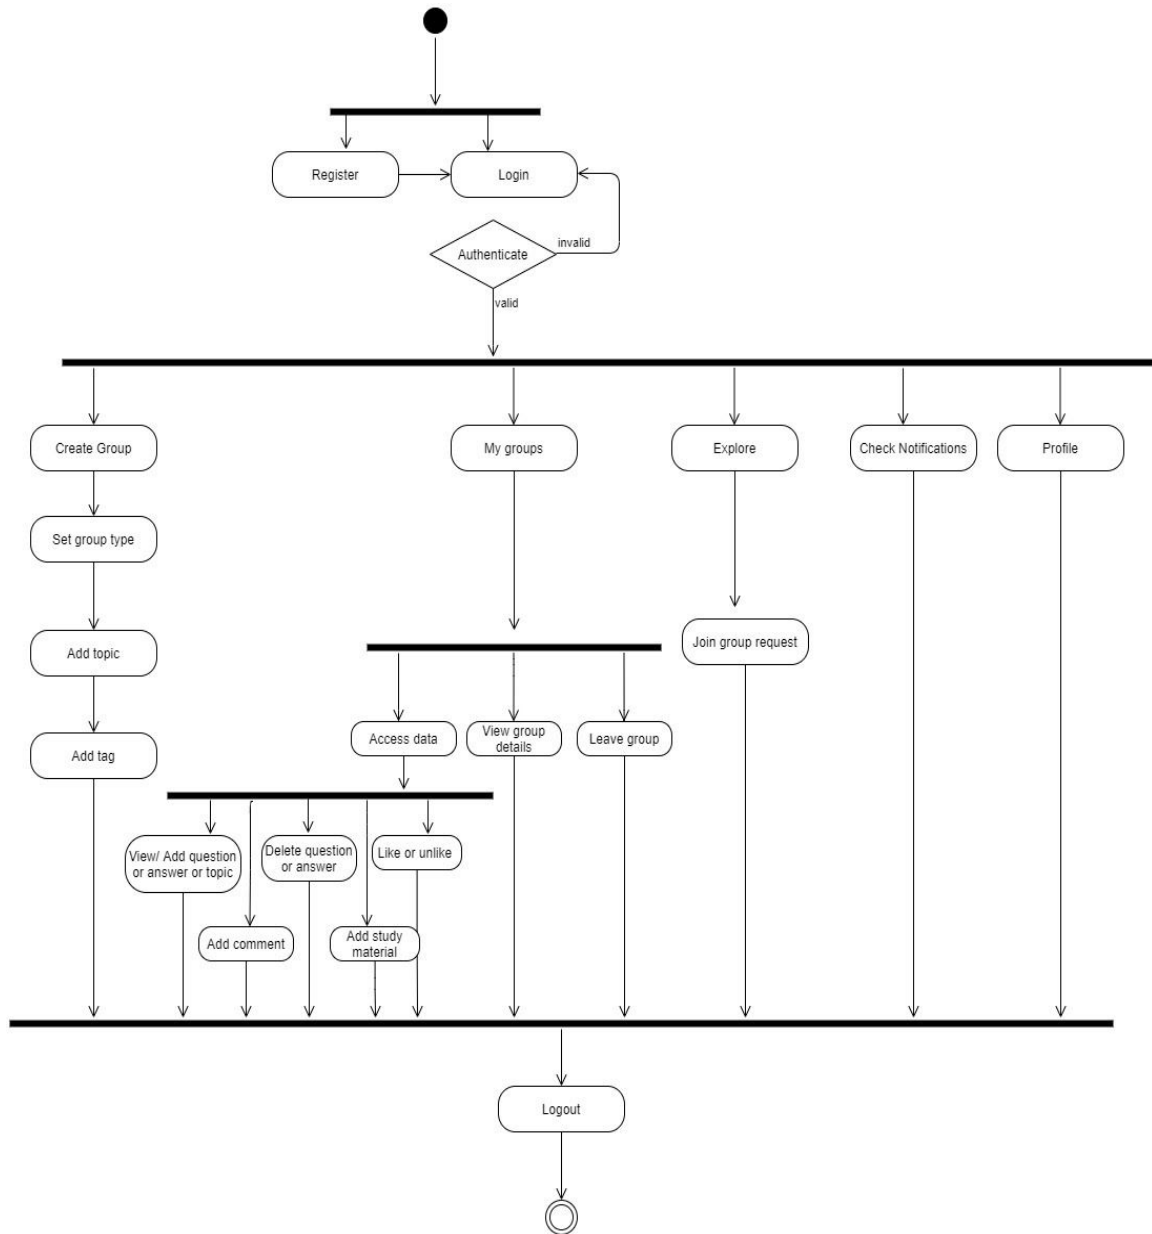 Register
Login
Authenticate
invalid
valid
Create Group
My groups
Explore
Check Notifications
Profile
Set group type
Add topic
Join group request
Add tag
Access data
View group
details
Leave group
View/ Add question
or answer or topic
Delete question
or answer
Like or unlike
Add comment
Add study
material
Logout